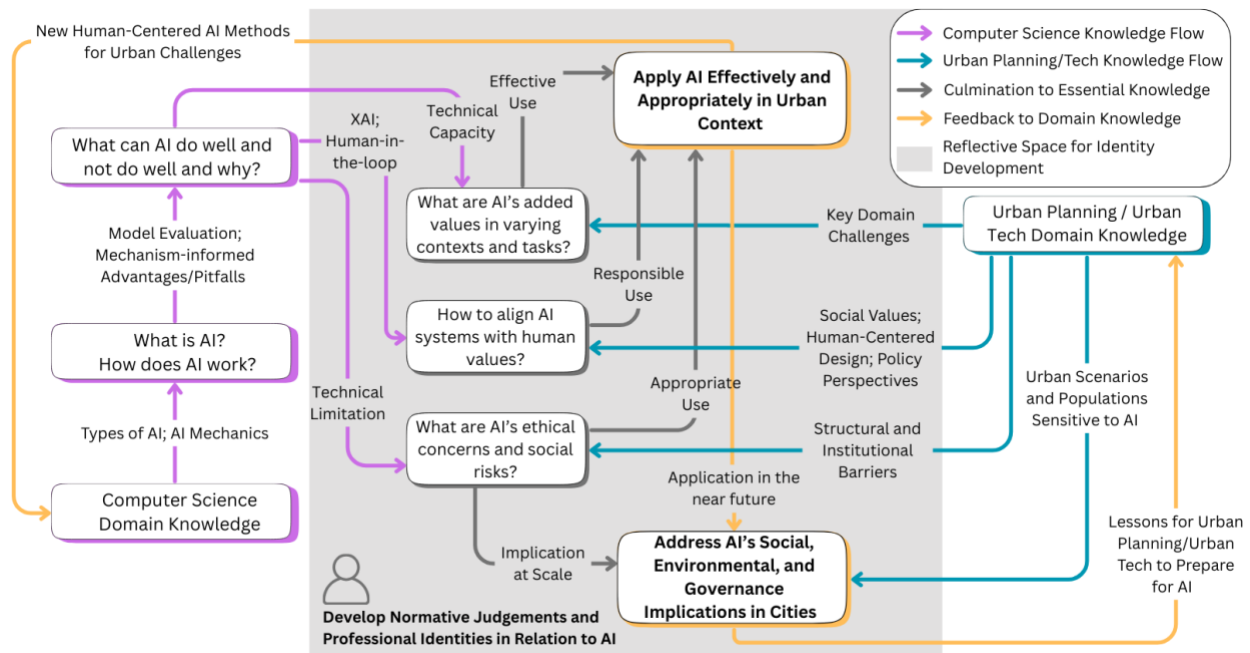 New Human-Centered AI Methods
for Urban Challenges
Computer Science Knowledge Flow
Urban Planning/Tech Knowledge Flow
Culmination to Essential Knowledge
Feedback to Domain Knowledge
Reflective Space for Identity
Development
Apply AI Effectively and
Appropriately in Urban
Context
Effective
Use
Technical
Capacity
XAI;
Human-in-
the-loop
What can AI do well and
not do well and why?
What are AI's added
values in varying
contexts and tasks?
Key Domain
Challenges
Urban Planning / Urban
Tech Domain Knowledge
Model Evaluation;
Mechanism-informed
Advantages/Pitfalls
Responsible
Use
How to align AI
systems with human
values?
Social Values;
Human-Centered
Design; Policy
Perspectives
What is AI?
How does AI work?
Technical
Limitation
Appropriate
Use
Urban Scenarios
and Populations
Sensitive to AI
Types of AI; AI Mechanics
What are AI's ethical
concerns and social
risks?
Structural and
Institutional
Barriers
Computer Science
Domain Knowledge
Application in the
near future
Lessons for Urban
Planning/Urban
Tech to Prepare
for AI
Implication
at Scale
Address AI's Social,
Environmental, and
Governance
Implications in Cities
Develop Normative Judgements and
Professional Identities in Relation to AI